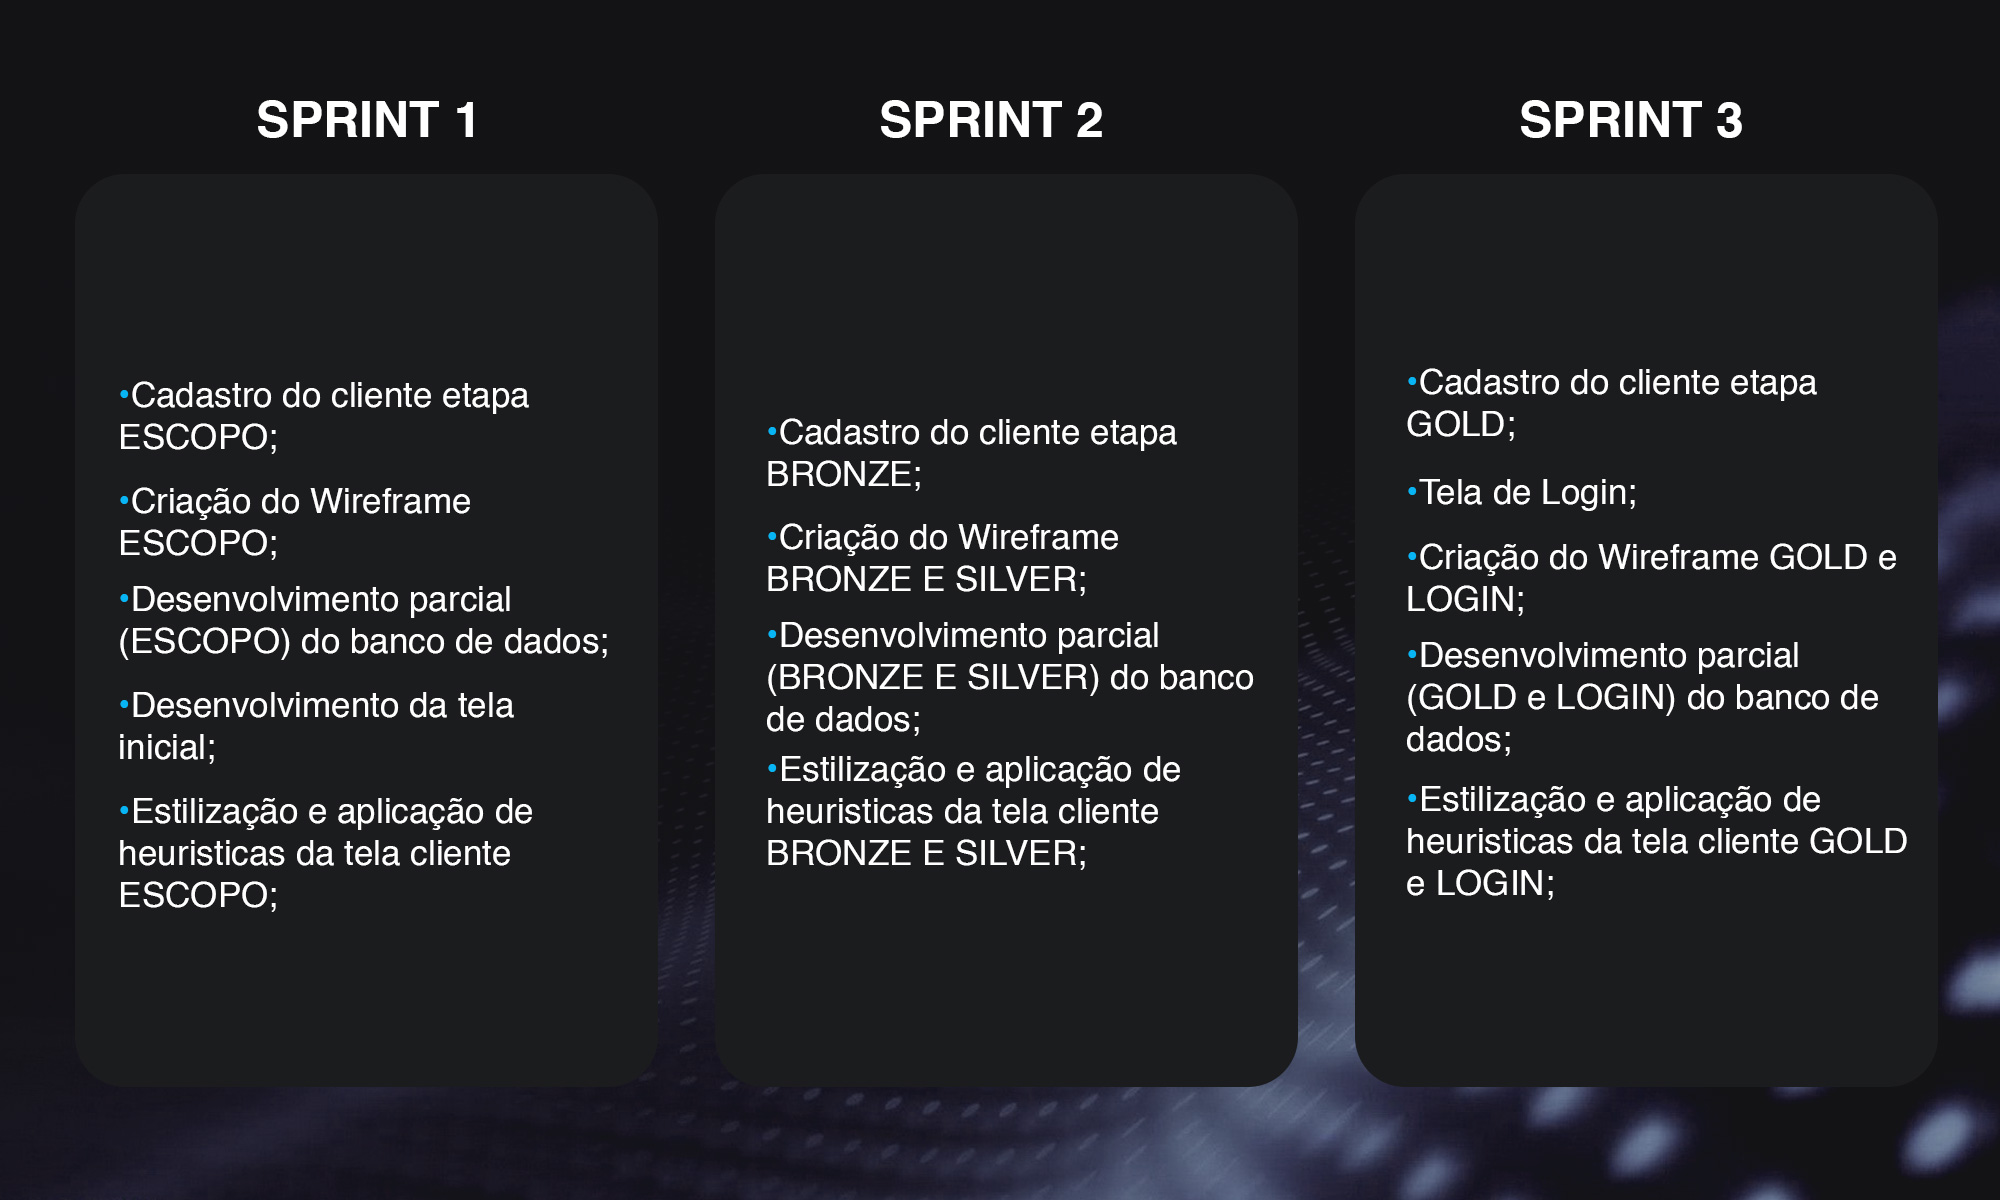 SPRINT 1
•Cadastro do cliente etapa
ESCOPO;
•Criação do Wireframe
ESCOPO;
•Desenvolvimento parcial
(ESCOPO) do banco de dados;
•Desenvolvimento da tela
inicial;
•Estilização e aplicação de
heuristicas da tela cliente
ESCOPO;
SPRINT 2
•Cadastro do cliente etapa
BRONZE;
•Criação do Wireframe
BRONZE E SILVER;
•Desenvolvimento parcial
(BRONZE E SILVER) do banco
de dados;
•Estilização e aplicação de
heuristicas da tela cliente
BRONZE E SILVER;
SPRINT 3
•Cadastro do cliente etapa
GOLD;
•Tela de Login;
•Criação do Wireframe GOLD e
LOGIN;
•Desenvolvimento parcial
(GOLD e LOGIN) do banco de
dados;
•Estilização e aplicação de
heuristicas da tela cliente GOLD
e LOGIN;